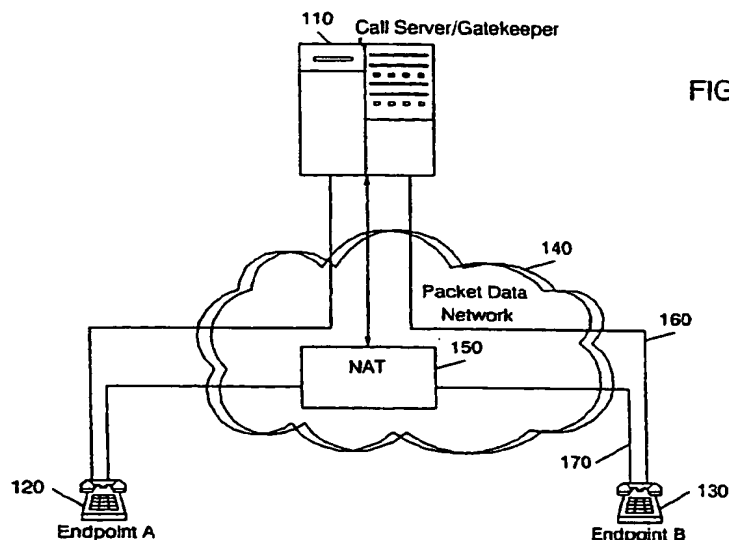 110
Call Server/Gatekeeper
FIG
140
Packet Data
Network
160
150
NAT
170
120
130
Endpoint A
Endpoint B